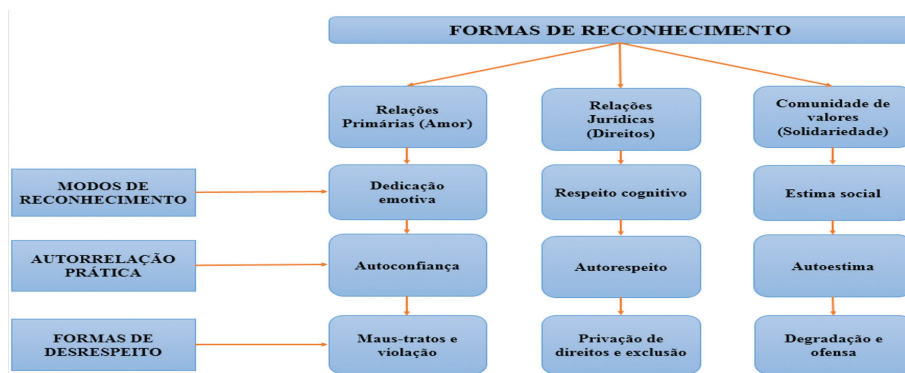 FORMAS DE RECONHECIMENTO
Relações
Primárias (Amor)
Relações
Jurídicas
(Direitos)
Comunidade de
valores
(Solidariedade)
MODOS DE
RECONHECIMENTO
Dedicação
emotiva
Respeito cognitivo
Estima social
AUTORRELAÇÃO
PRÁTICA
Autoconfiança
Autorespeito
Autoestima
FORMAS DE
DESRESPEITO
Maus-tratos e
violação
Privação de
direitos e exclusão
Degradação e
ofensa